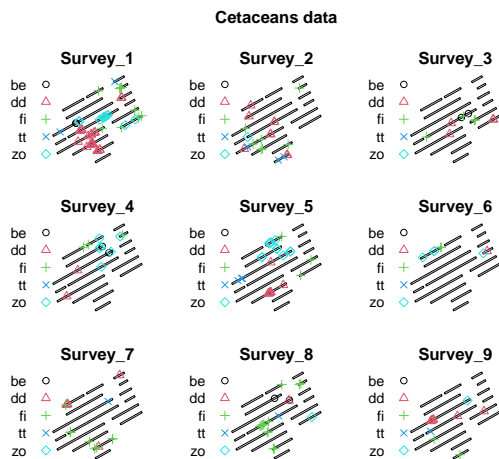 Cetaceans data
Survey_1
be
dd
fi
tt
zo
Survey_2
be
dd
fi
tt
zo
Survey_3
be
dd
fi
tt
zo
Survey_4
be
dd
fi
tt
zo
Survey_5
be
dd
fi
tt
zo
Survey_6
be
dd
fi
tt
zo
Survey_7
be
dd
fi
tt
zo
Survey_8
be
dd
fi
tt
zo
Survey_9
be
dd
fi
tt
zo